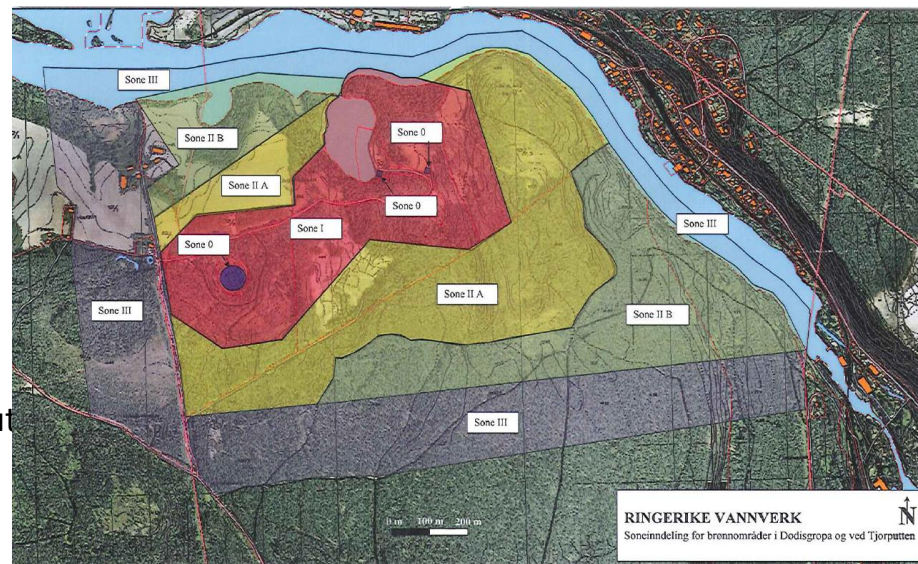 Sone III
Sone II B
Sone 0
Sone II A
Sone 0
Sone I
Sone 0
Sone III
Sone II A
Sone III
Sone II B
Sone III
0 m 100 m 200 m
RINGERIKE VANNVERK
N
Soneinndeling for brønnområder i Dødisgropa og ved Tjorputten